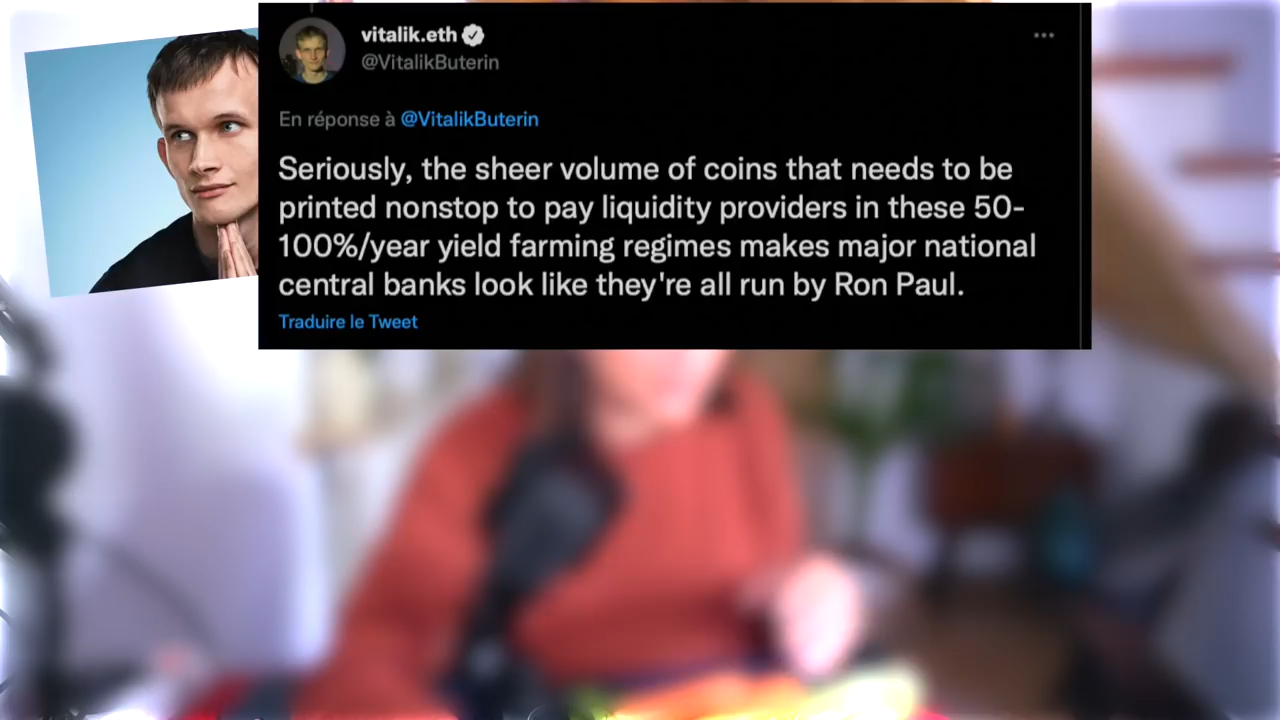 vitalik.eth
@VitalikButerin
En réponse à @VitalikButerin
Seriously, the sheer volume of coins that needs to be
printed nonstop to pay liquidity providers in these 50-
100%/year yield farming regimes makes major national
central banks look like they're all run by Ron Paul.
Traduire le Tweet